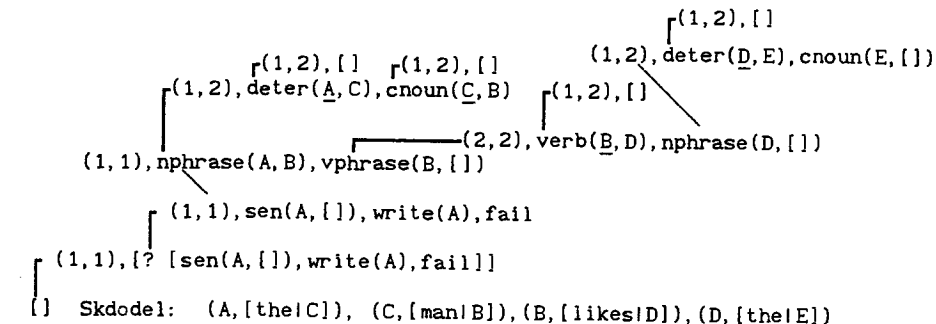 (1,2),[]
(1,2),[] (1,2),[] (1,2),deter(D,E),cnoun(E,[])
(1,2),deter(A,C),cnoun(C,B) (1,2),[]
(2,2),verb(B,D),nphrase(D,[])
(1,1),nphrase(A,B),vphrase(B,[])
(1,1),sen(A,[]),write(A),fail
(1,1),[? [sen(A,[]),write(A),fail]]
[] Skdodel: (A,[the|C]), (C,[man|B]),(B,[likes|D]),(D,[the|E])